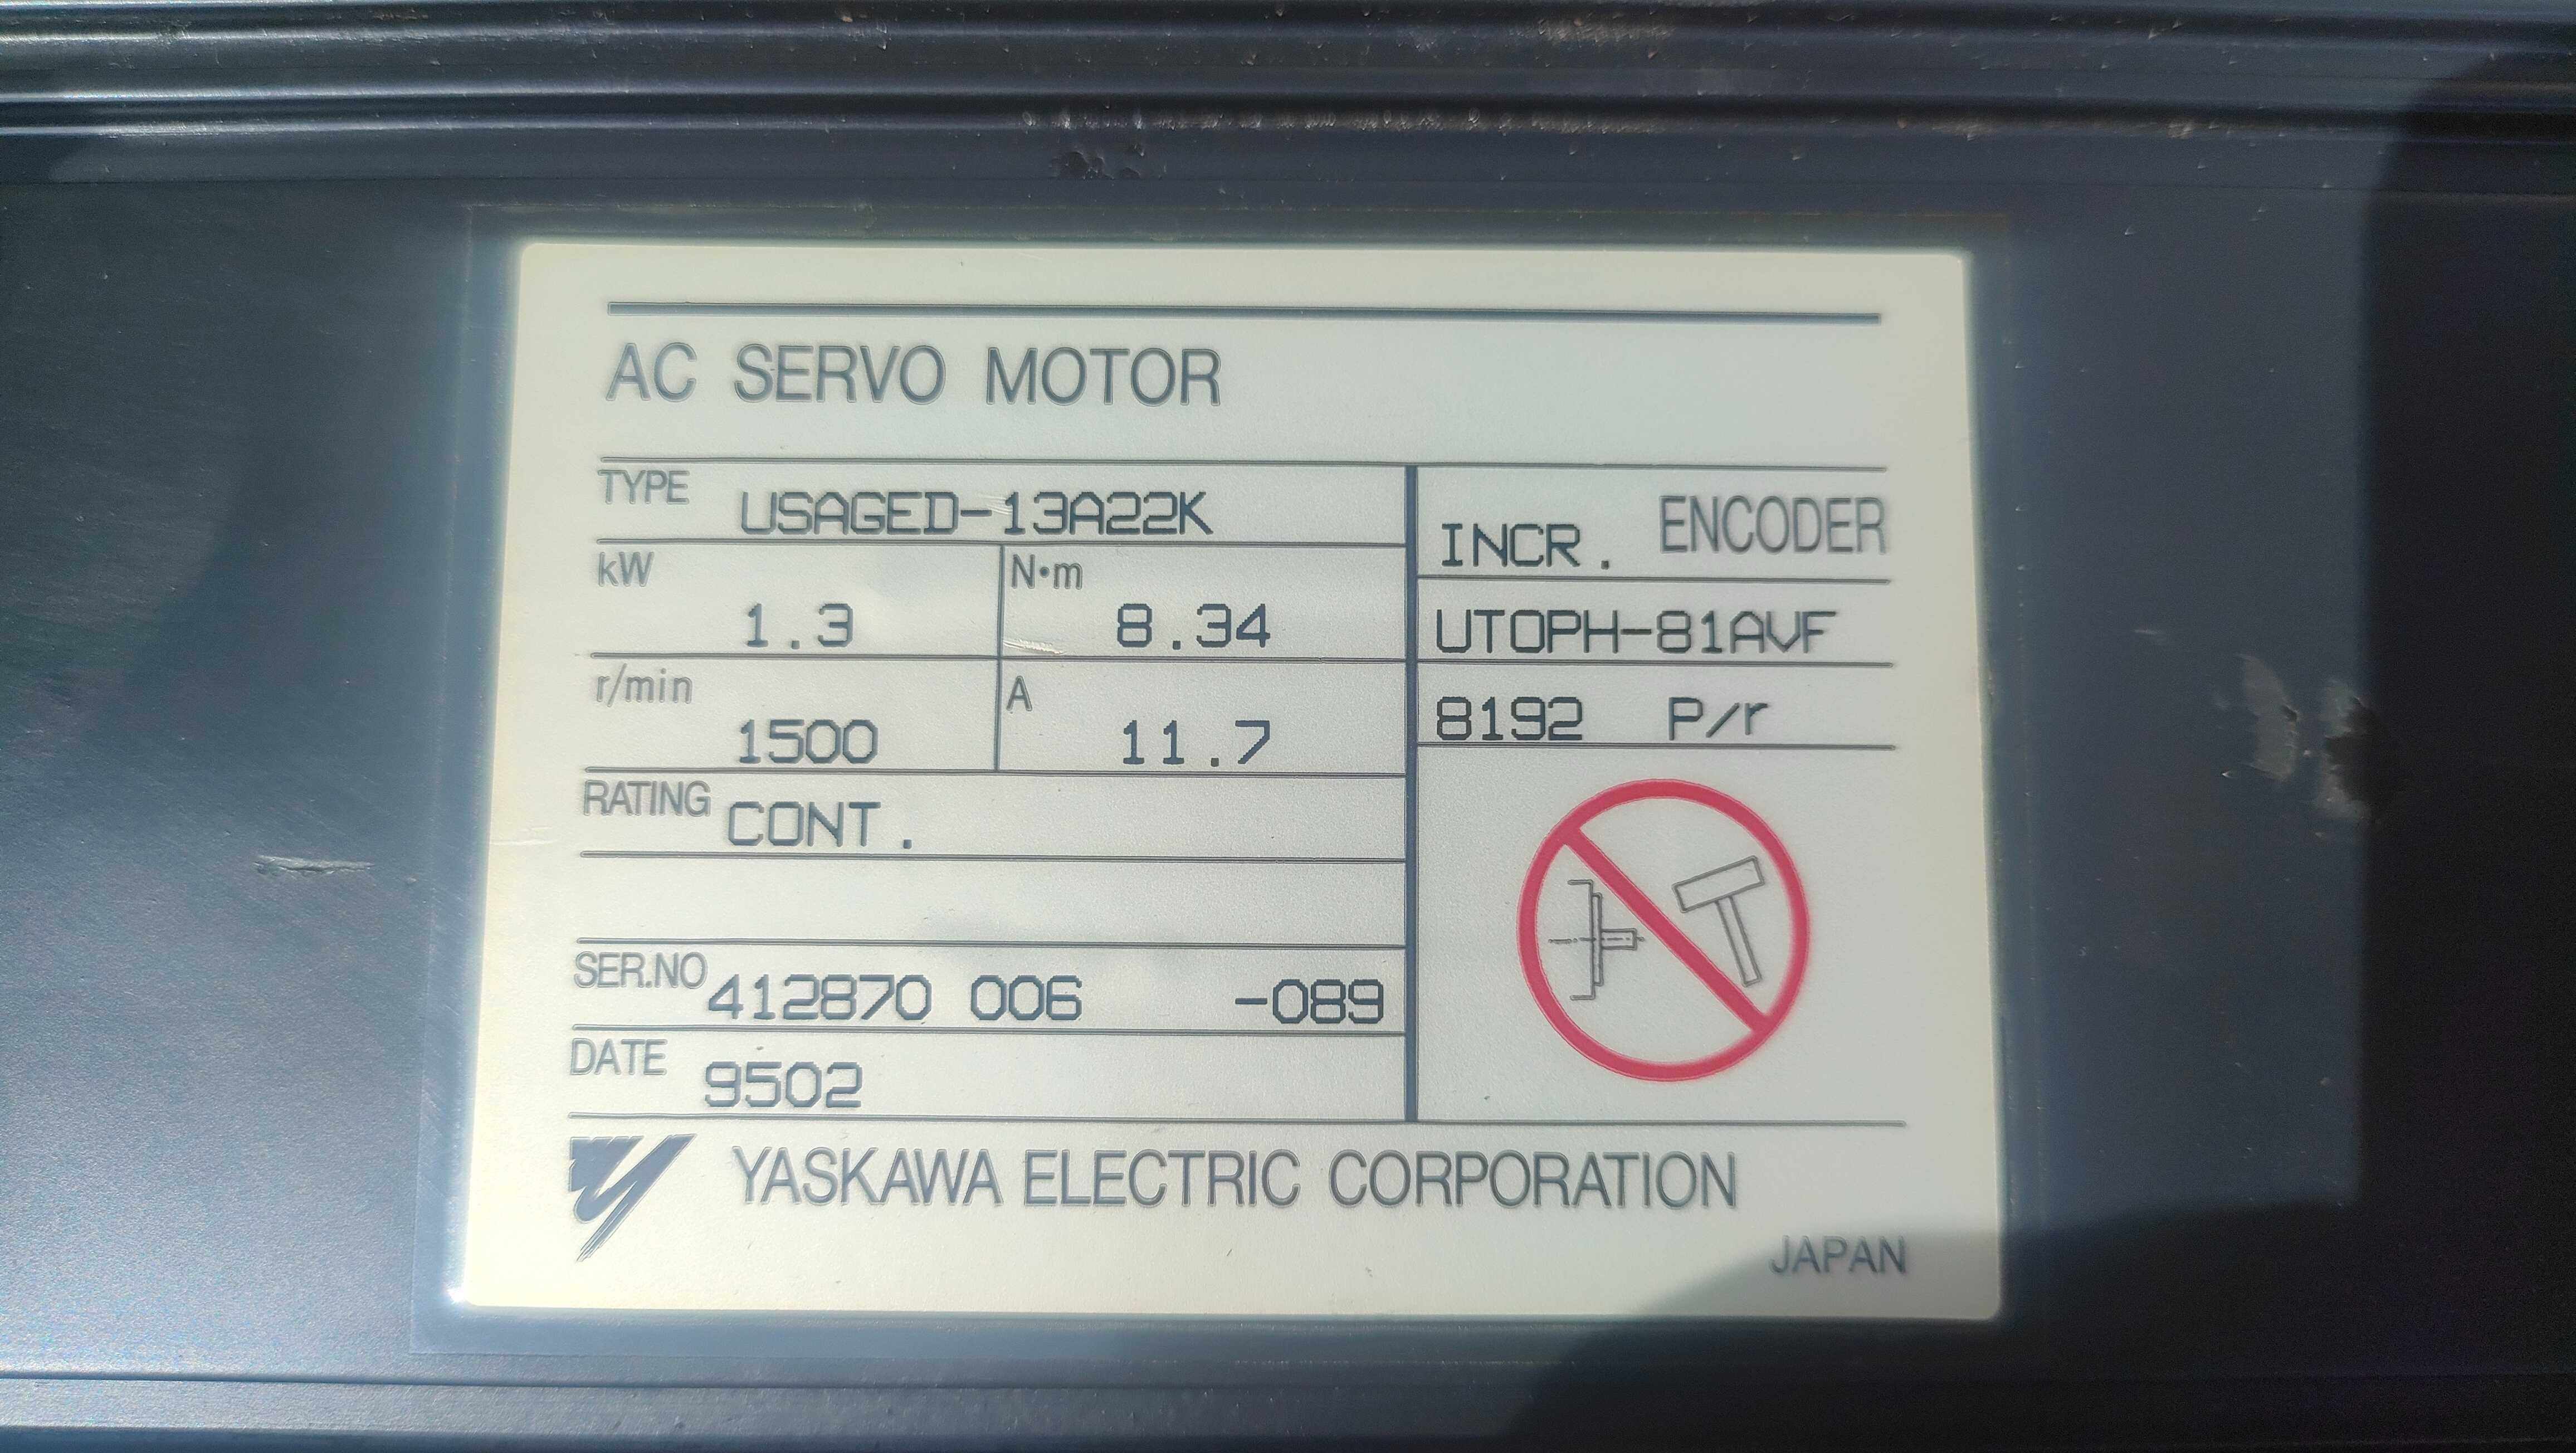 AC SERVO MOTOR
TYPE USAGED-13A22K
kW 1.3 N•m 8.34
r/min 1500 A 11.7
RATING CONT.
SER.NO 412870 006 -089
DATE 9502
INCR. ENCODER
UTOPH-81AVF
8192 P/r
YASKAWA ELECTRIC CORPORATION
JAPAN